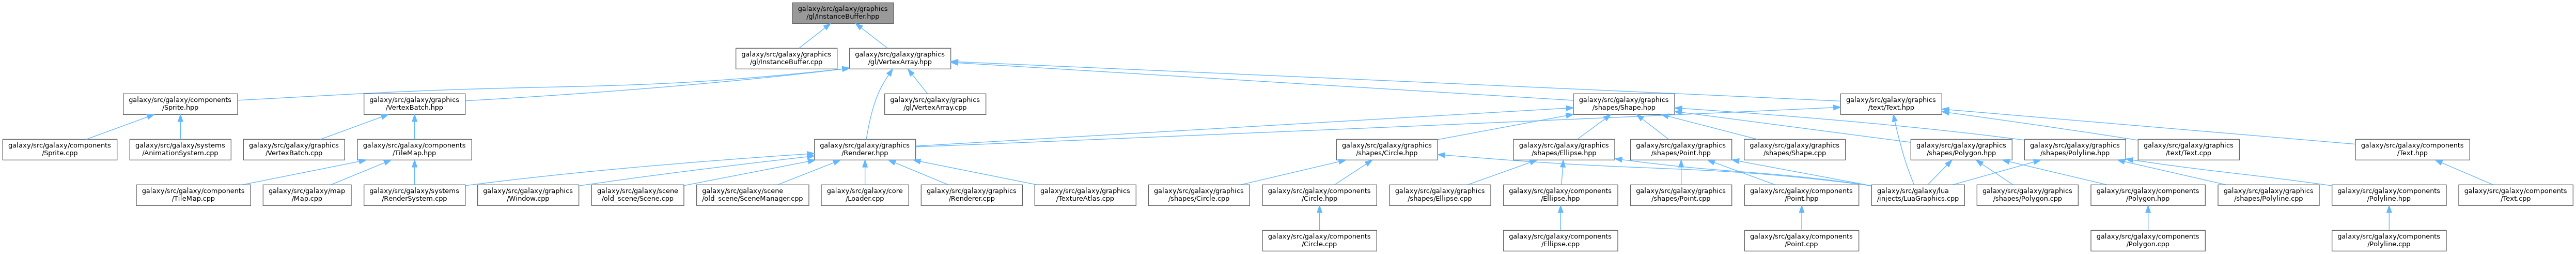 galaxy/src/galaxy/graphics
/gl/InstanceBuffer.hpp
galaxy/src/galaxy/graphics
/gl/InstanceBuffer.cpp
galaxy/src/galaxy/graphics
/gl/VertexArray.hpp
galaxy/src/galaxy/components
/Sprite.hpp
galaxy/src/galaxy/graphics
/VertexBatch.hpp
galaxy/src/galaxy/graphics
/gl/VertexArray.cpp
galaxy/src/galaxy/graphics
/shapes/Shape.hpp
galaxy/src/galaxy/graphics
/text/Text.hpp
galaxy/src/galaxy/components
/Sprite.cpp
galaxy/src/galaxy/systems
/AnimationSystem.cpp
galaxy/src/galaxy/graphics
/VertexBatch.cpp
galaxy/src/galaxy/components
/TileMap.hpp
galaxy/src/galaxy/graphics
/Renderer.hpp
galaxy/src/galaxy/graphics
/shapes/Circle.hpp
galaxy/src/galaxy/graphics
/shapes/Ellipse.hpp
galaxy/src/galaxy/graphics
/shapes/Point.hpp
galaxy/src/galaxy/graphics
/shapes/Shape.cpp
galaxy/src/galaxy/graphics
/shapes/Polygon.hpp
galaxy/src/galaxy/graphics
/shapes/Polyline.hpp
galaxy/src/galaxy/graphics
/text/Text.cpp
galaxy/src/galaxy/components
/Text.hpp
galaxy/src/galaxy/components
/TileMap.cpp
galaxy/src/galaxy/map
/Map.cpp
galaxy/src/galaxy/systems
/RenderSystem.cpp
galaxy/src/galaxy/graphics
/Window.cpp
galaxy/src/galaxy/scene
/old_scene/Scene.cpp
galaxy/src/galaxy/scene
/old_scene/SceneManager.cpp
galaxy/src/galaxy/core
/Loader.cpp
galaxy/src/galaxy/graphics
/Renderer.cpp
galaxy/src/galaxy/graphics
/TextureAtlas.cpp
galaxy/src/galaxy/graphics
/shapes/Circle.cpp
galaxy/src/galaxy/components
/Circle.hpp
galaxy/src/galaxy/graphics
/shapes/Ellipse.cpp
galaxy/src/galaxy/components
/Ellipse.hpp
galaxy/src/galaxy/graphics
/shapes/Point.cpp
galaxy/src/galaxy/components
/Point.hpp
galaxy/src/galaxy/lua
/injects/LuaGraphics.cpp
galaxy/src/galaxy/graphics
/shapes/Polygon.cpp
galaxy/src/galaxy/components
/Polygon.hpp
galaxy/src/galaxy/graphics
/shapes/Polyline.cpp
galaxy/src/galaxy/components
/Polyline.hpp
galaxy/src/galaxy/components
/Text.cpp
galaxy/src/galaxy/components
/Circle.cpp
galaxy/src/galaxy/components
/Ellipse.cpp
galaxy/src/galaxy/components
/Point.cpp
galaxy/src/galaxy/components
/Polygon.cpp
galaxy/src/galaxy/components
/Polyline.cpp